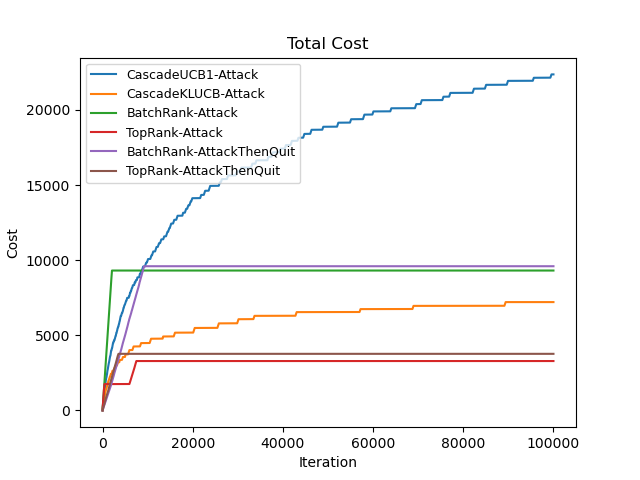 Total Cost
CascadeUCB1-Attack
CascadeKLUCB-Attack
BatchRank-Attack
TopRank-Attack
BatchRank-AttackThenQuit
TopRank-AttackThenQuit
20000
15000
10000
5000
0
Cost
0 20000 40000 60000 80000 100000
Iteration